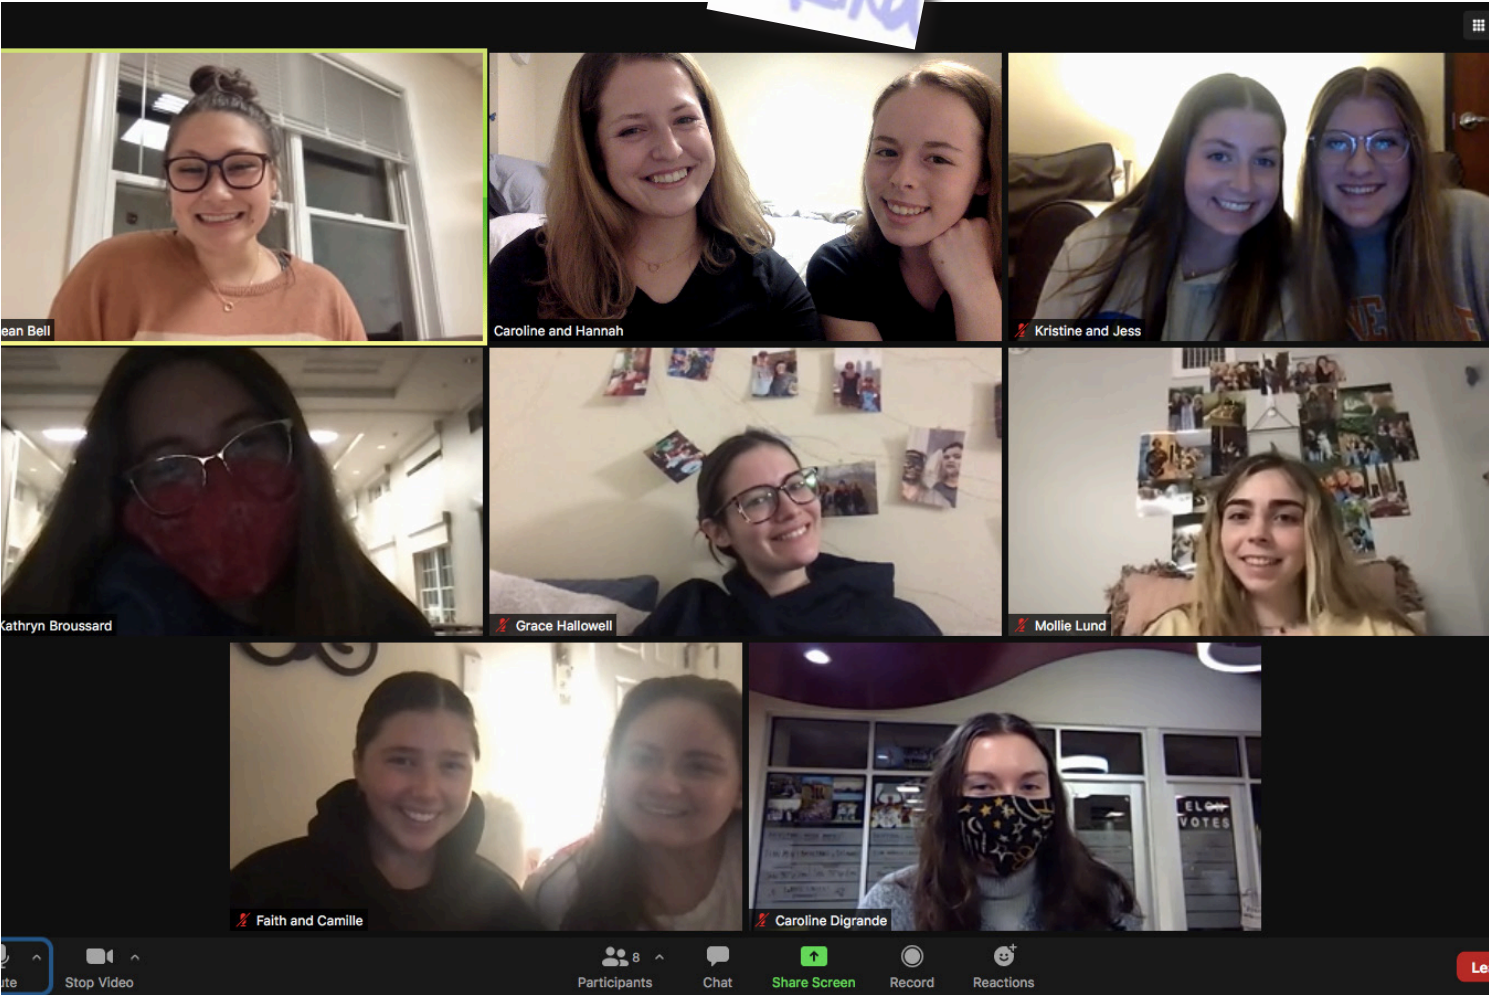 ean Bell
Caroline and Hannah
Kristine and Jess
Kathryn Broussard
Grace Hallowell
Mollie Lund
Faith and Camille
ELON
VOTES
Caroline Digrande
ute
Stop Video
8
Participants
Chat
Share Screen
Record
Reactions
Le